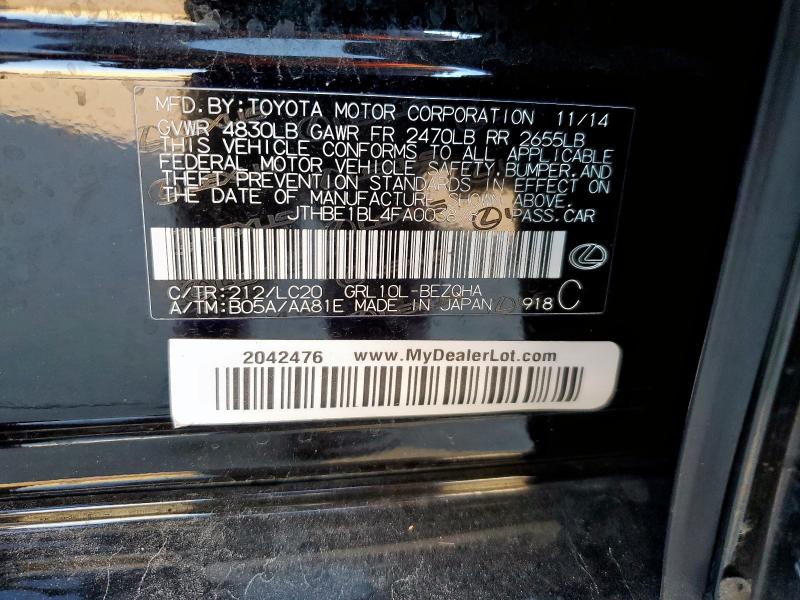 MFD. BY: TOYOTA MOTOR CORPORATION 11/14
GVWR 4830LB GAWR FR 2470LB RR 2655LB
THIS VEHICLE CONFORMS TO ALL APPLICABLE
FEDERAL MOTOR VEHICLE SAFETY, BUMPER, AND
THEFT PREVENTION STANDARDS IN EFFECT ON
THE DATE OF MANUFACTURE SHOWN ABOVE.
PASS. CAR
C/TR: 212/LC20 GRL10L-BEZQHA
A/TM: B05A/AA81E MADE IN JAPAN 918 C
2042476 www.MyDealerLot.com